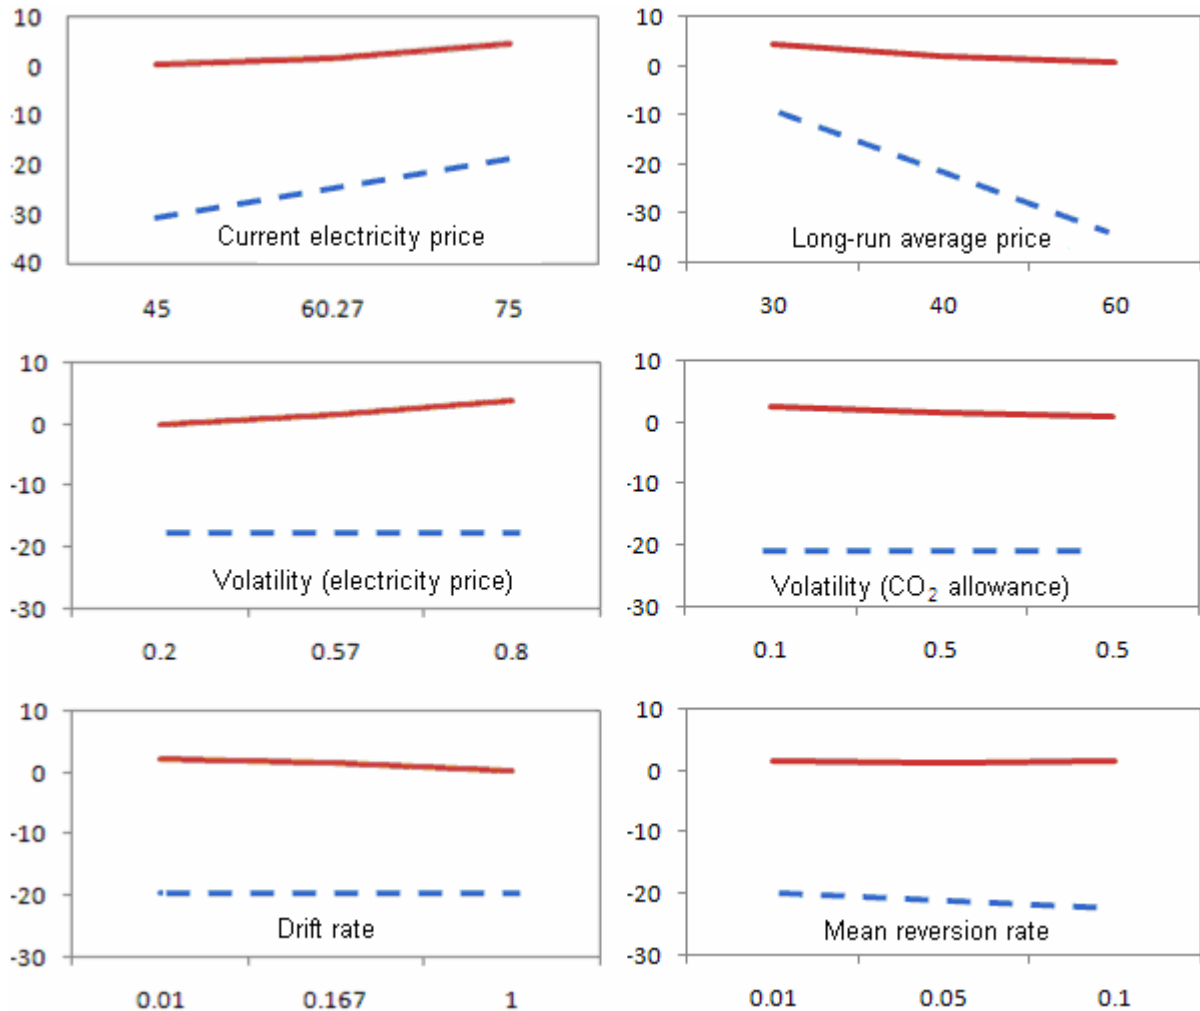 10
0
-10
-20
-30
-40
Current electricity price
45 60.27 75
10
0
-10
-20
-30
-40
Long-run average price
30 40 60
10
0
-10
-20
-30
Volatility (electricity price)
0.2 0.57 0.8
10
0
-10
-20
-30
Volatility (CO₂ allowance)
0.1 0.5 0.5
10
0
-10
-20
-30
Drift rate
0.01 0.167 1
10
0
-10
-20
-30
Mean reversion rate
0.01 0.05 0.1